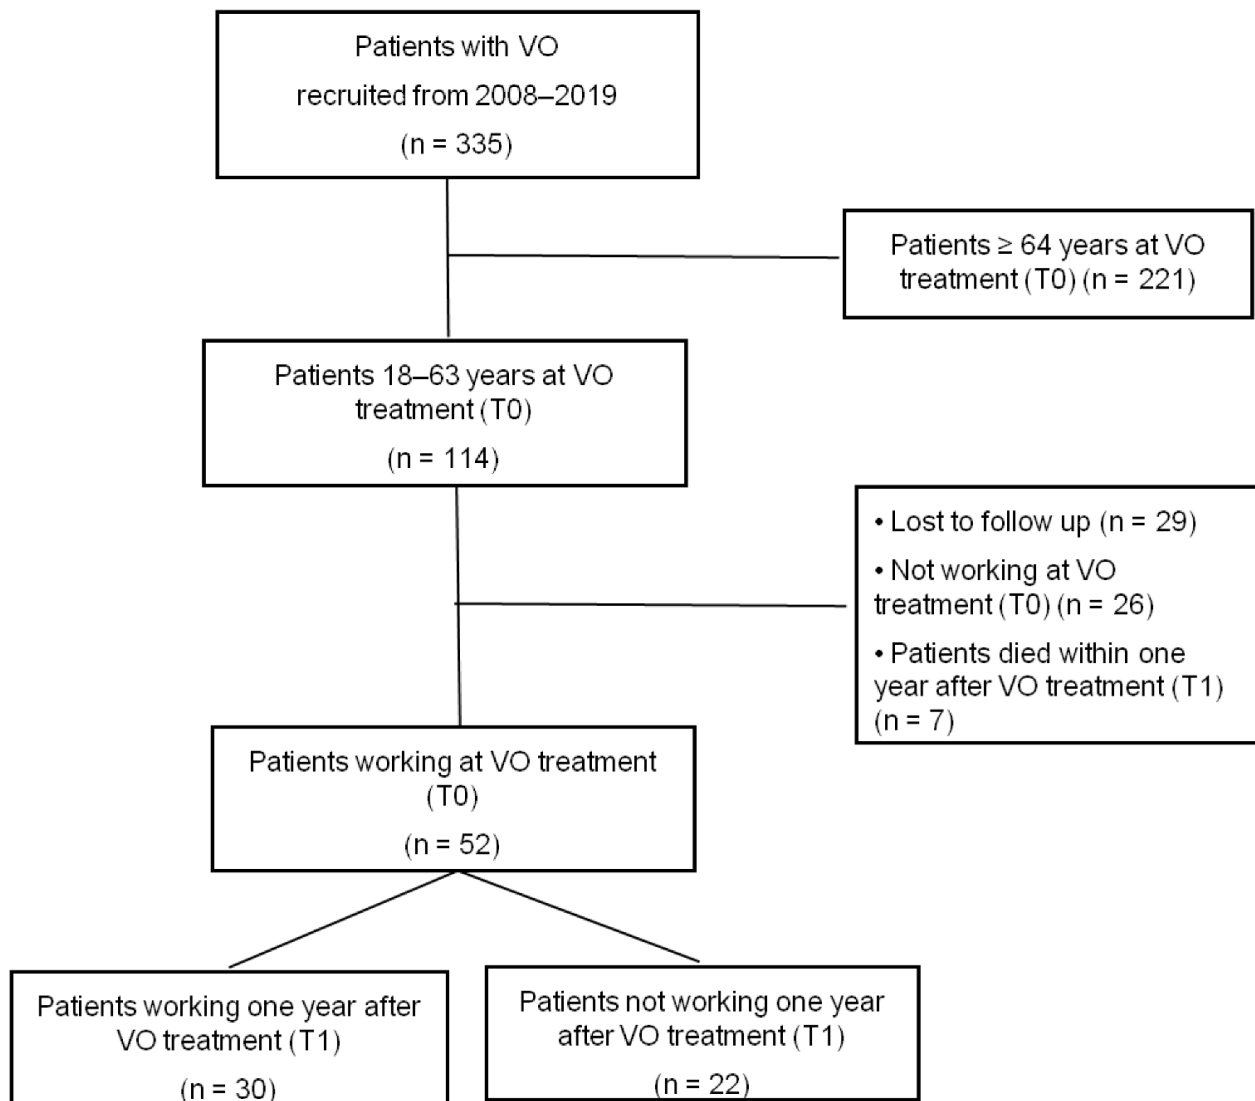 Patients with VO
recruited from 2008–2019
(n = 335)
Patients ≥ 64 years at VO
treatment (T0) (n = 221)
Patients 18–63 years at VO
treatment (T0)
(n = 114)
• Lost to follow up (n = 29)
• Not working at VO
treatment (T0) (n = 26)
• Patients died within one
year after VO treatment (T1)
(n = 7)
Patients working at VO treatment
(T0)
(n = 52)
Patients working one year after
VO treatment (T1)
(n = 30)
Patients not working one year
after VO treatment (T1)
(n = 22)